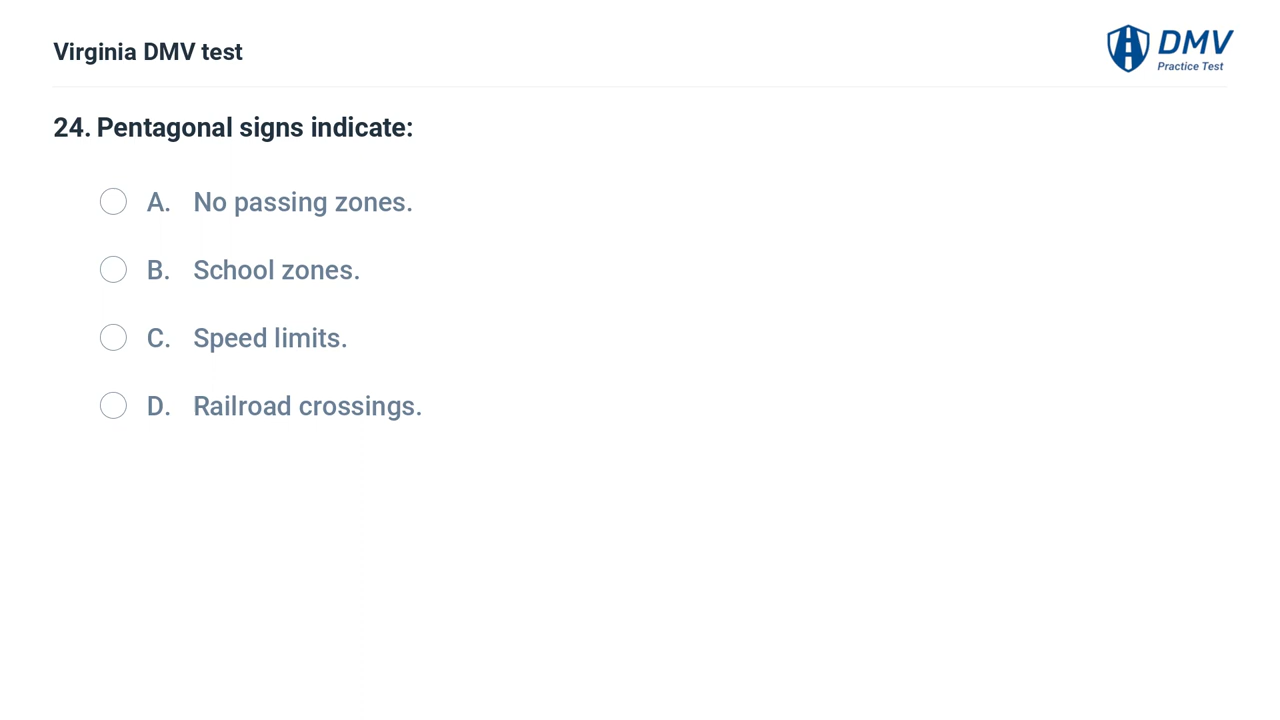 Virginia DMV test
DMV
Practice Test
24. Pentagonal signs indicate:
A. No passing zones.
B. School zones.
C. Speed limits.
D. Railroad crossings.